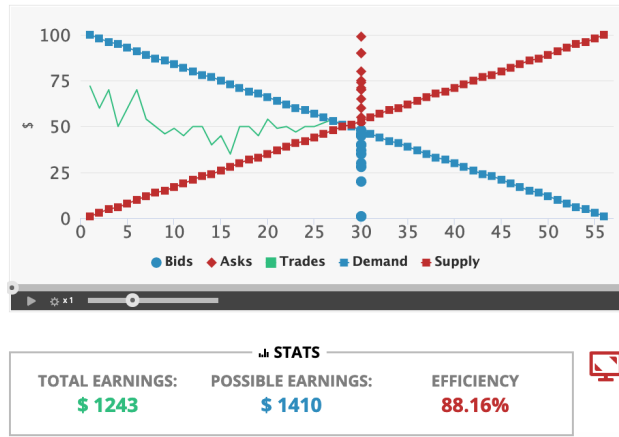 100
75
$
50
25
0
0 5 10 15 20 25 30 35 40 45 50 55
Bids Asks Trades Demand Supply
x 1
STATS
TOTAL EARNINGS: POSSIBLE EARNINGS: EFFICIENCY
$ 1243 $ 1410 88.16%